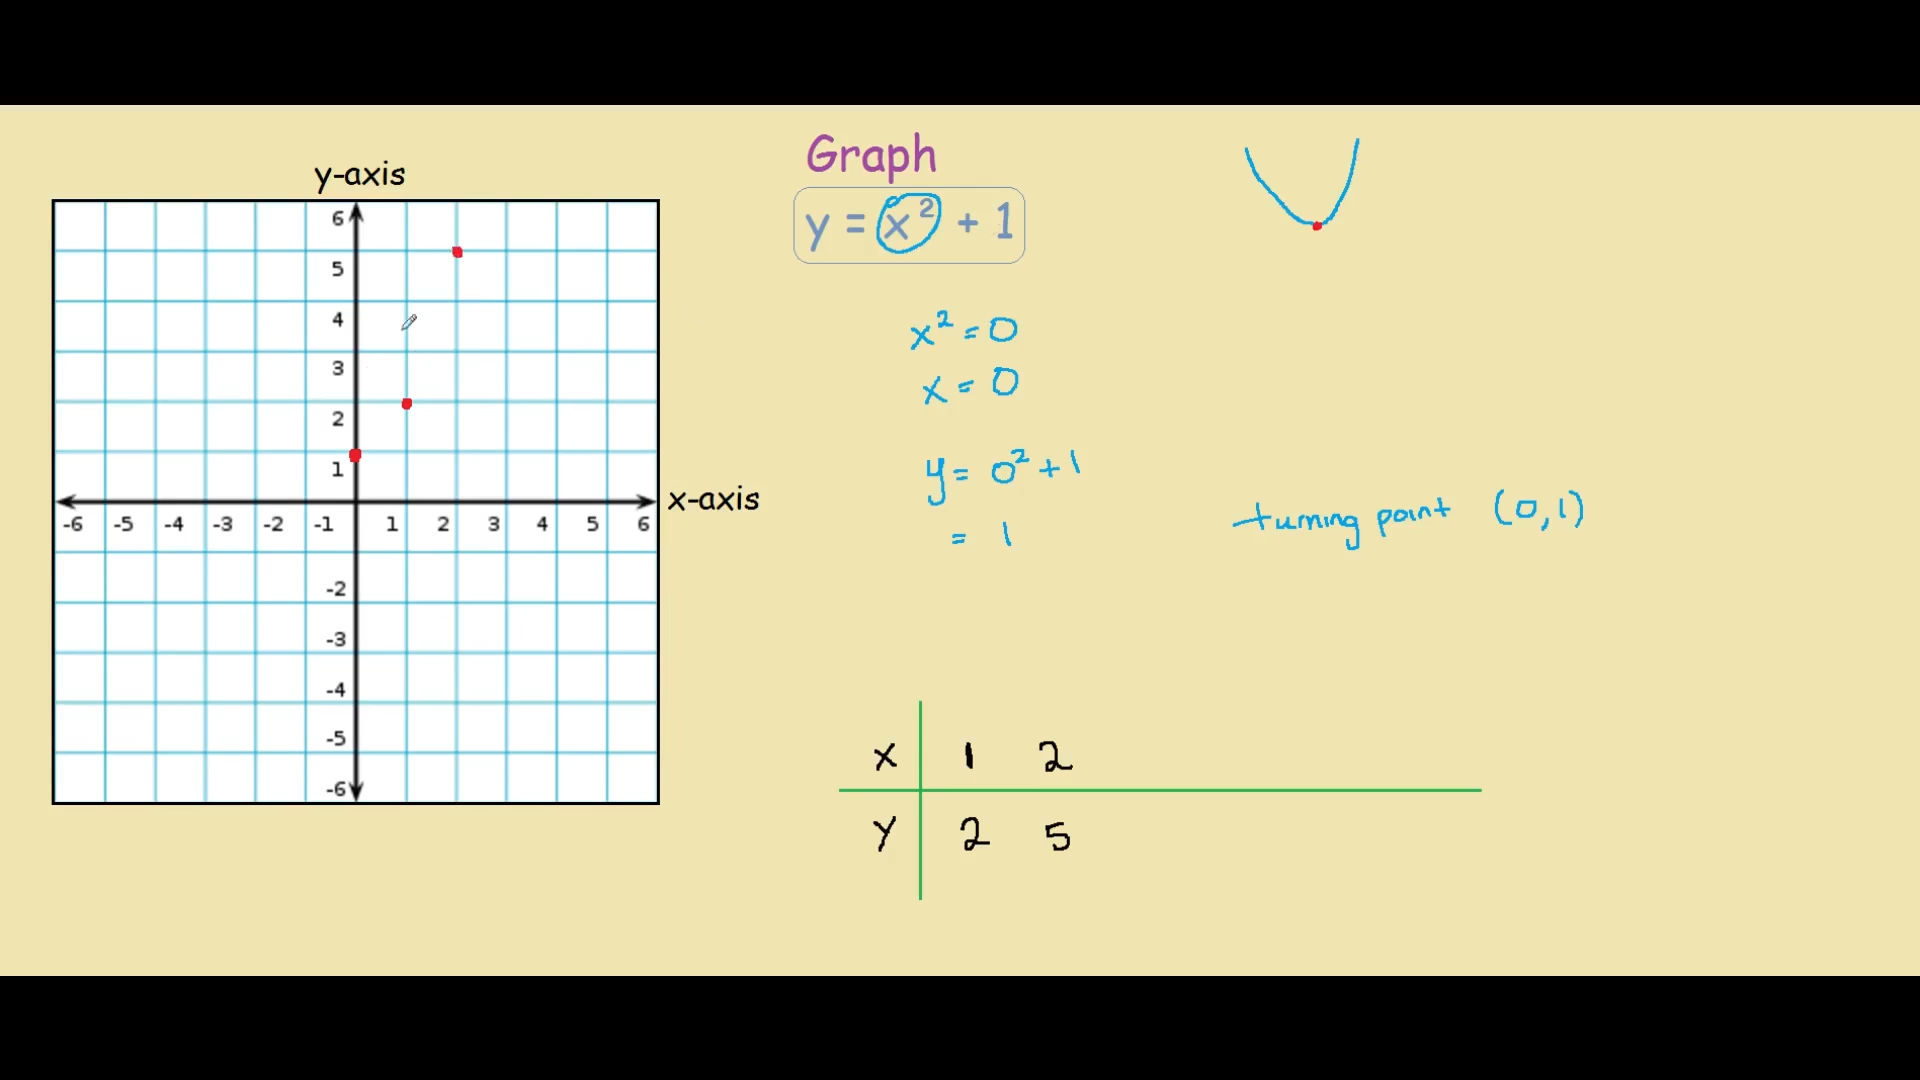 Graph
y = x² + 1
y-axis
6
5
4
3
2
1
x-axis
-6 -5 -4 -3 -2 -1 1 2 3 4 5 6
-2
-3
-4
-5
-6
x² = 0
x = 0
y = 0² + 1
= 1
turning point (0,1)
x 1 2
y 2 5